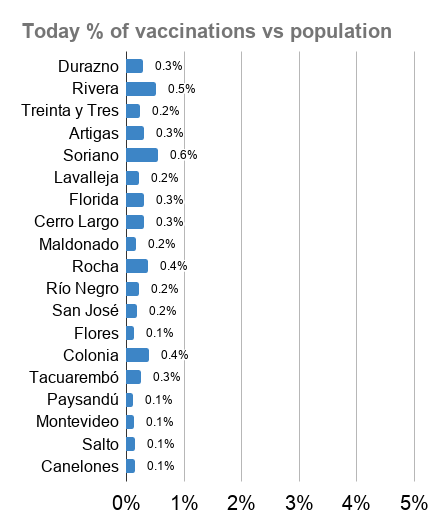 Today % of vaccinations vs population
Durazno 0.3%
Rivera 0.5%
Treinta y Tres 0.2%
Artigas 0.3%
Soriano 0.6%
Lavalleja 0.2%
Florida 0.3%
Cerro Largo 0.3%
Maldonado 0.2%
Rocha 0.4%
Río Negro 0.2%
San José 0.2%
Flores 0.1%
Colonia 0.4%
Tacuarembó 0.3%
Paysandú 0.1%
Montevideo 0.1%
Salto 0.1%
Canelones 0.1%
0% 1% 2% 3% 4% 5%